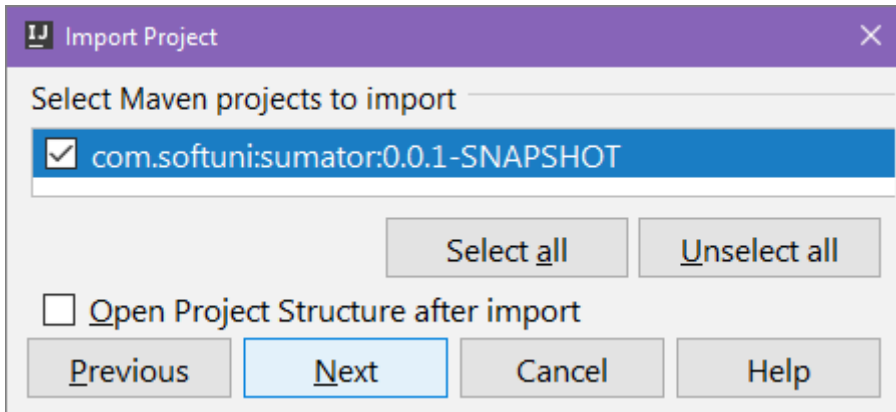 IJ Import Project
Select Maven projects to import
com.softuni:sumator:0.0.1-SNAPSHOT
Select all Unselect all
Open Project Structure after import
Previous Next Cancel Help